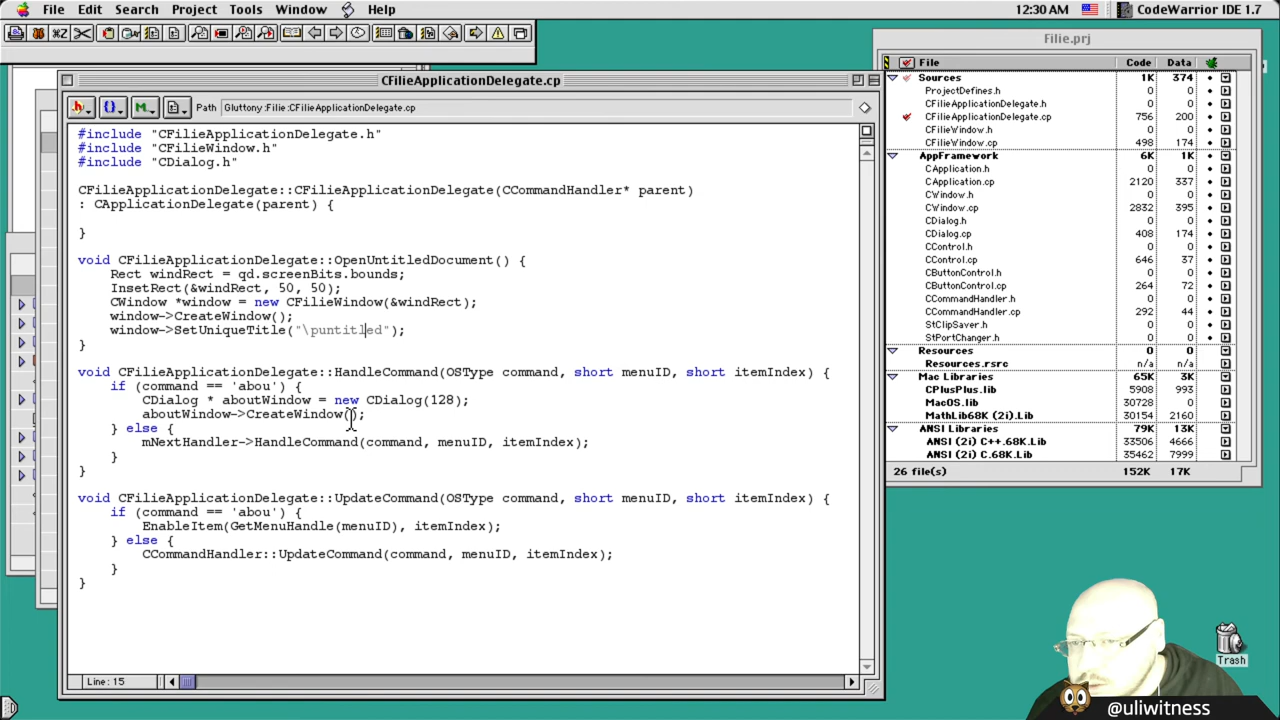 File Edit Search Project Tools Window Help
12:30 AM CodeWarrior IDE 1.7
Filie.prj
CFilieApplicationDelegate.cp
Path Gluttony:Filie:CFilieApplicationDelegate.cp
#include "CFilieApplicationDelegate.h"
#include "CFilieWindow.h"
#include "CDialog.h"
CFilieApplicationDelegate::CFilieApplicationDelegate(CCommandHandler* parent)
: CApplicationDelegate(parent) {
}
void CFilieApplicationDelegate::OpenUntitledDocument() {
Rect windRect = qd.screenBits.bounds;
InsetRect(&windRect, 50, 50);
CWindow *window = new CFilieWindow(&windRect);
window->CreateWindow();
window->SetUniqueTitle("\puntitled");
}
void CFilieApplicationDelegate::HandleCommand(OSType command, short menuID, short itemIndex) {
if (command == 'abou') {
CDialog * aboutWindow = new CDialog(128);
aboutWindow->CreateWindow();
} else {
mNextHandler->HandleCommand(command, menuID, itemIndex);
}
}
void CFilieApplicationDelegate::UpdateCommand(OSType command, short menuID, short itemIndex) {
if (command == 'abou') {
EnableItem(GetMenuHandle(menuID), itemIndex);
} else {
CCommandHandler::UpdateCommand(command, menuID, itemIndex);
}
}
Line: 15
File Code Data
Sources 1K 374
ProjectDefines.h 0 0
CFilieApplicationDelegate.h 0 0
CFilieApplicationDelegate.cp 756 200
CFilieWindow.h 0 0
CFilieWindow.cp 498 174
AppFramework 6K 1K
CApplication.h 0 0
CApplication.cp 2120 337
CWindow.h 0 0
CWindow.cp 2832 395
CDialog.h 0 0
CDialog.cp 408 174
CControl.h 0 0
CControl.cp 646 37
CButtonControl.h 0 0
CButtonControl.cp 264 72
CCommandHandler.h 0 0
CCommandHandler.cp 292 44
StClipSaver.h 0 0
StPortChanger.h 0 0
Resources 0 0
Resources.rsrc n/a n/a
Mac Libraries 65K 3K
CPlusPlus.lib 5908 993
MacOS.lib 0 0
MathLib68K (2i).Lib 30154 2160
ANSI Libraries 79K 13K
ANSI (2i) C++.68K.Lib 33506 4666
ANSI (2i) C.68K.Lib 35462 7999
26 file(s) 152K 17K
Trash
@uliwitness